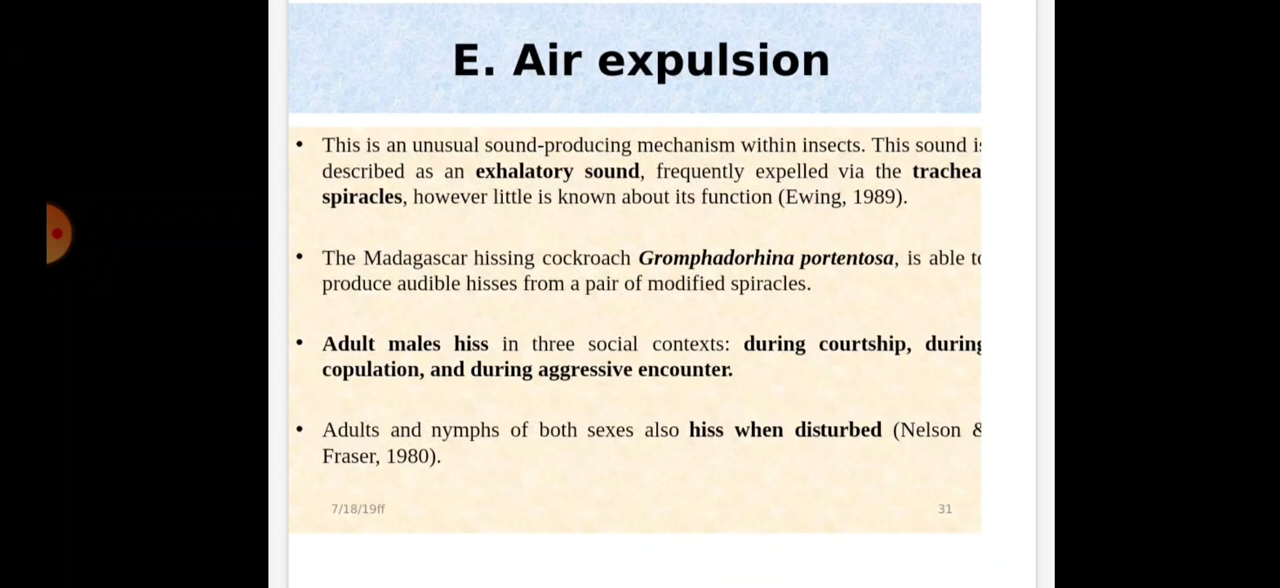 E. Air expulsion
• This is an unusual sound-producing mechanism within insects. This sound is
described as an exhalatory sound, frequently expelled via the trachea
spiracles, however little is known about its function (Ewing, 1989).
• The Madagascar hissing cockroach Gromphadorhina portentosa, is able to
produce audible hisses from a pair of modified spiracles.
• Adult males hiss in three social contexts: during courtship, during
copulation, and during aggressive encounter.
• Adults and nymphs of both sexes also hiss when disturbed (Nelson &
Fraser, 1980).
7/18/19ff
31